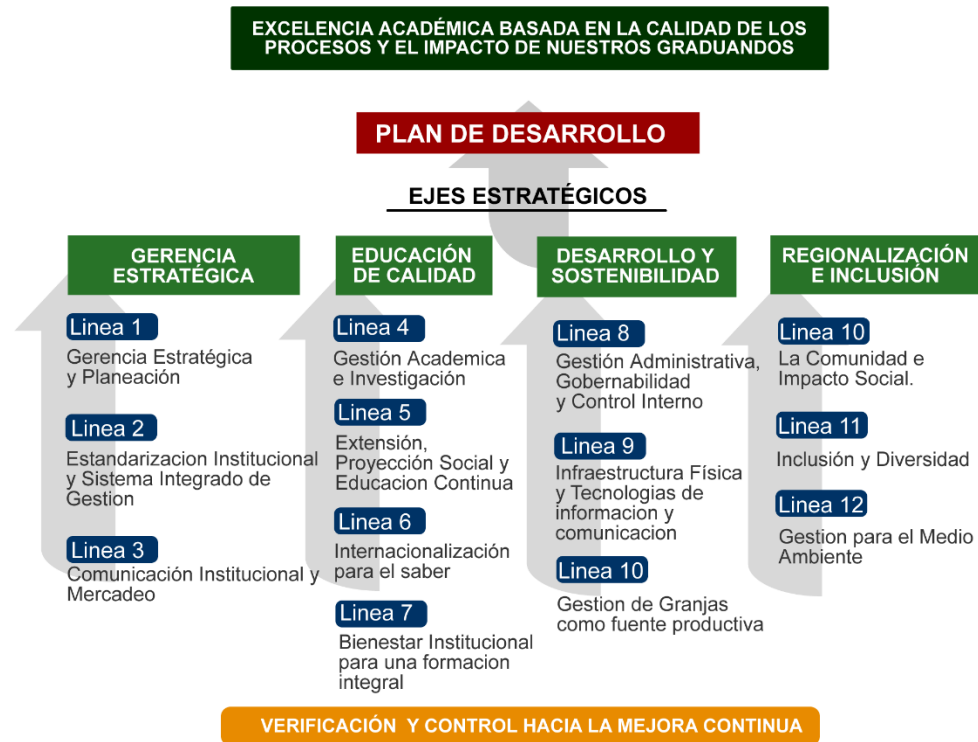 EXCELENCIA ACADÉMICA BASADA EN LA CALIDAD DE LOS
PROCESOS Y EL IMPACTO DE NUESTROS GRADUANDOS
PLAN DE DESARROLLO
EJES ESTRATÉGICOS
GERENCIA
ESTRATÉGICA
Linea 1
Gerencia Estratégica
y Planeación
Linea 2
Estandarizacion Institucional
y Sistema Integrado de
Gestion
Linea 3
Comunicación Institucional y
Mercadeo
EDUCACIÓN
DE CALIDAD
Linea 4
Gestión Academica
e Investigación
Linea 5
Extensión,
Proyección Social y
Educacion Continua
Linea 6
Internacionalización
para el saber
Linea 7
Bienestar Institucional
para una formacion
integral
DESARROLLO Y
SOSTENIBILIDAD
Linea 8
Gestión Administrativa,
Gobernabilidad
y Control Interno
Linea 9
Infraestructura Física
y Tecnologias de
informacion y
comunicacion
Linea 10
Gestion de Granjas
como fuente productiva
REGIONALIZACIÓN
E INCLUSIÓN
Linea 10
La Comunidad e
Impacto Social.
Linea 11
Inclusión y Diversidad
Linea 12
Gestion para el Medio
Ambiente
VERIFICACIÓN Y CONTROL HACIA LA MEJORA CONTINUA